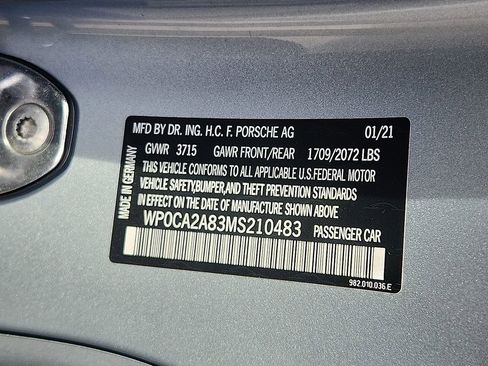 MFD BY DR. ING. H.C. F. PORSCHE AG 01/21
GVWR 3715 GAWR FRONT/REAR 1709/2072 LBS
THIS VEHICLE CONFORMS TO ALL APPLICABLE U.S.FEDERAL MOTOR
VEHICLE SAFETY,BUMPER,AND THEFT PREVENTION STANDARDS
IN EFFECT ON THE DATE OF MANUFACTURE SHOWN ABOVE.
WP0CA2A83MS210483 PASSENGER CAR
982.010.036.E
MADE IN GERMANY